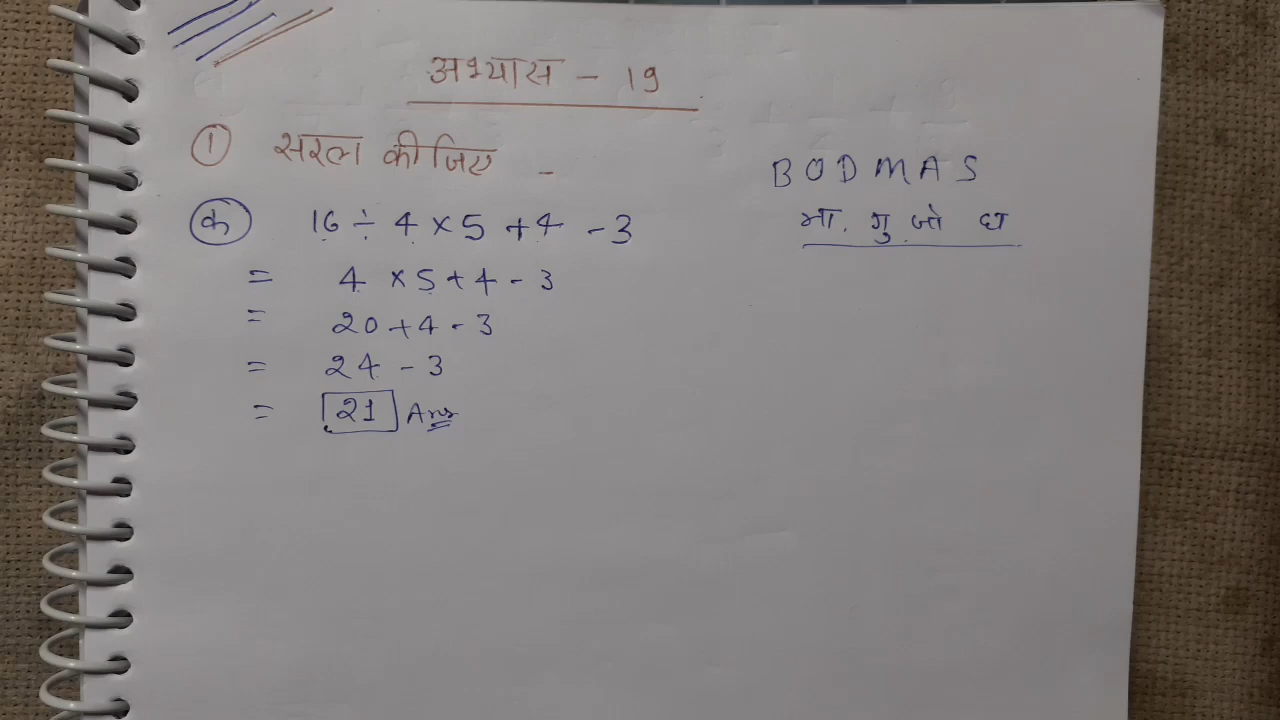 अभ्यास - 19
① सरल कीजिए -
BODMAS
क 16 ÷ 4 × 5 + 4 - 3
भा. गु जो घ
= 4 × 5 + 4 - 3
= 20 + 4 - 3
= 24 - 3
= 21 Ans